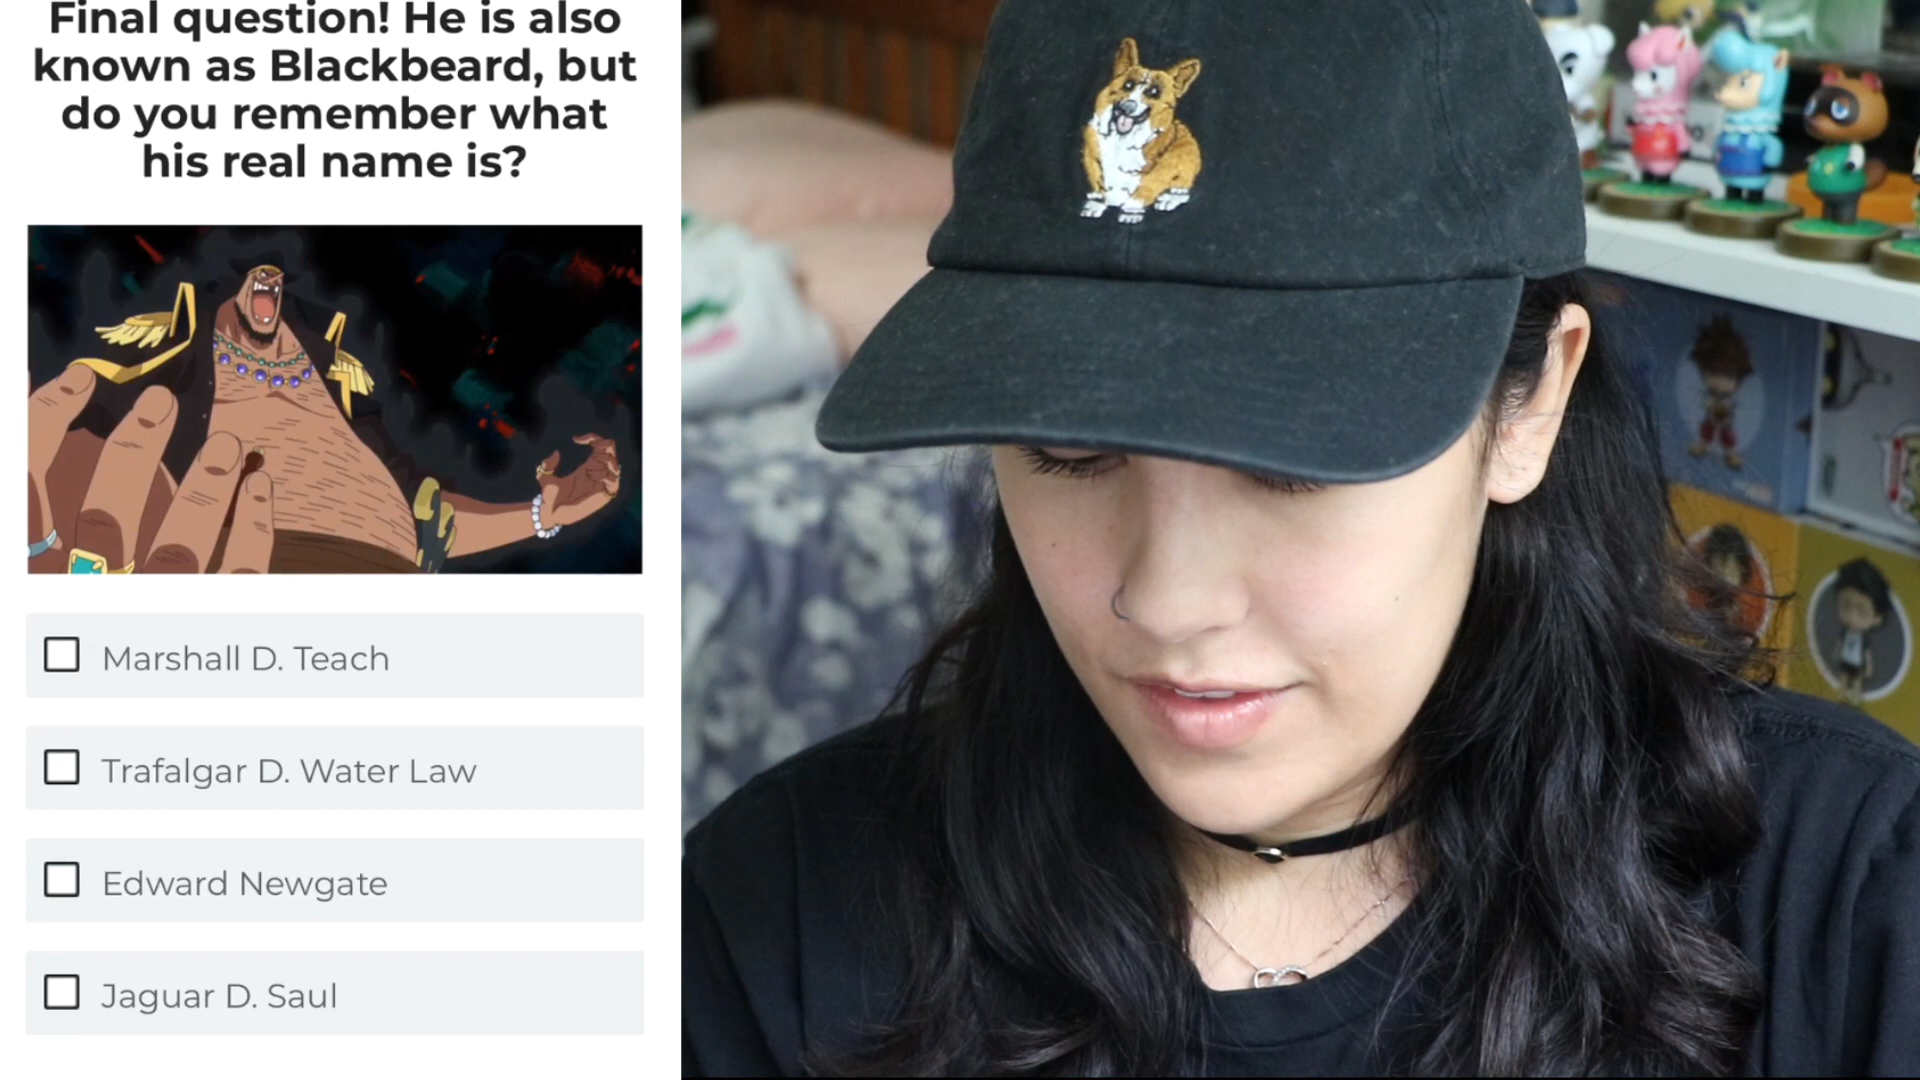 Final question! He is also
known as Blackbeard, but
do you remember what
his real name is?
Marshall D. Teach
Trafalgar D. Water Law
Edward Newgate
Jaguar D. Saul